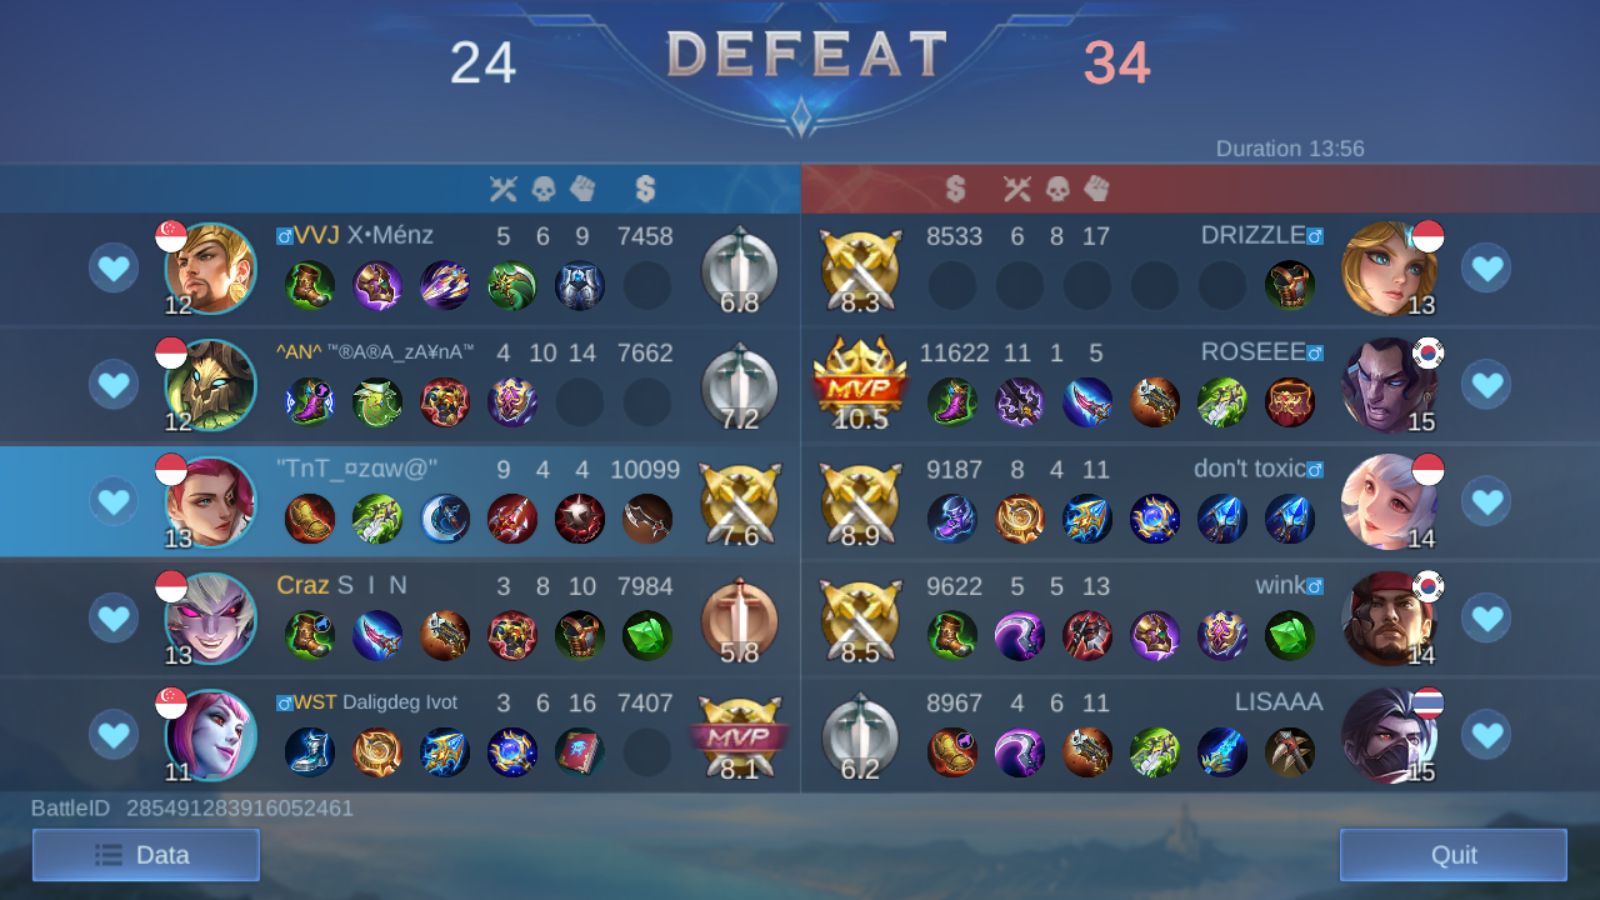 24 DEFEAT 34
Duration 13:56
VVJ X•Ménz 5 6 9 7458 6.8 12
8.3 8533 6 8 17 DRIZZLE 13
^AN^ ™®A®A_zA¥nA™ 4 10 14 7662 7.2 12
MVP 10.5 11622 11 1 5 ROSEEE 15
"TnT_¤zαw@" 9 4 4 10099 7.6 13
8.9 9187 8 4 11 don't toxic 14
Craz S I N 3 8 10 7984 5.8 13
8.5 9622 5 5 13 wink 14
WST Daligdeg Ivot 3 6 16 7407 MVP 8.1 11
6.2 8967 4 6 11 LISAAA 15
BattleID 285491283916052461
Data Quit